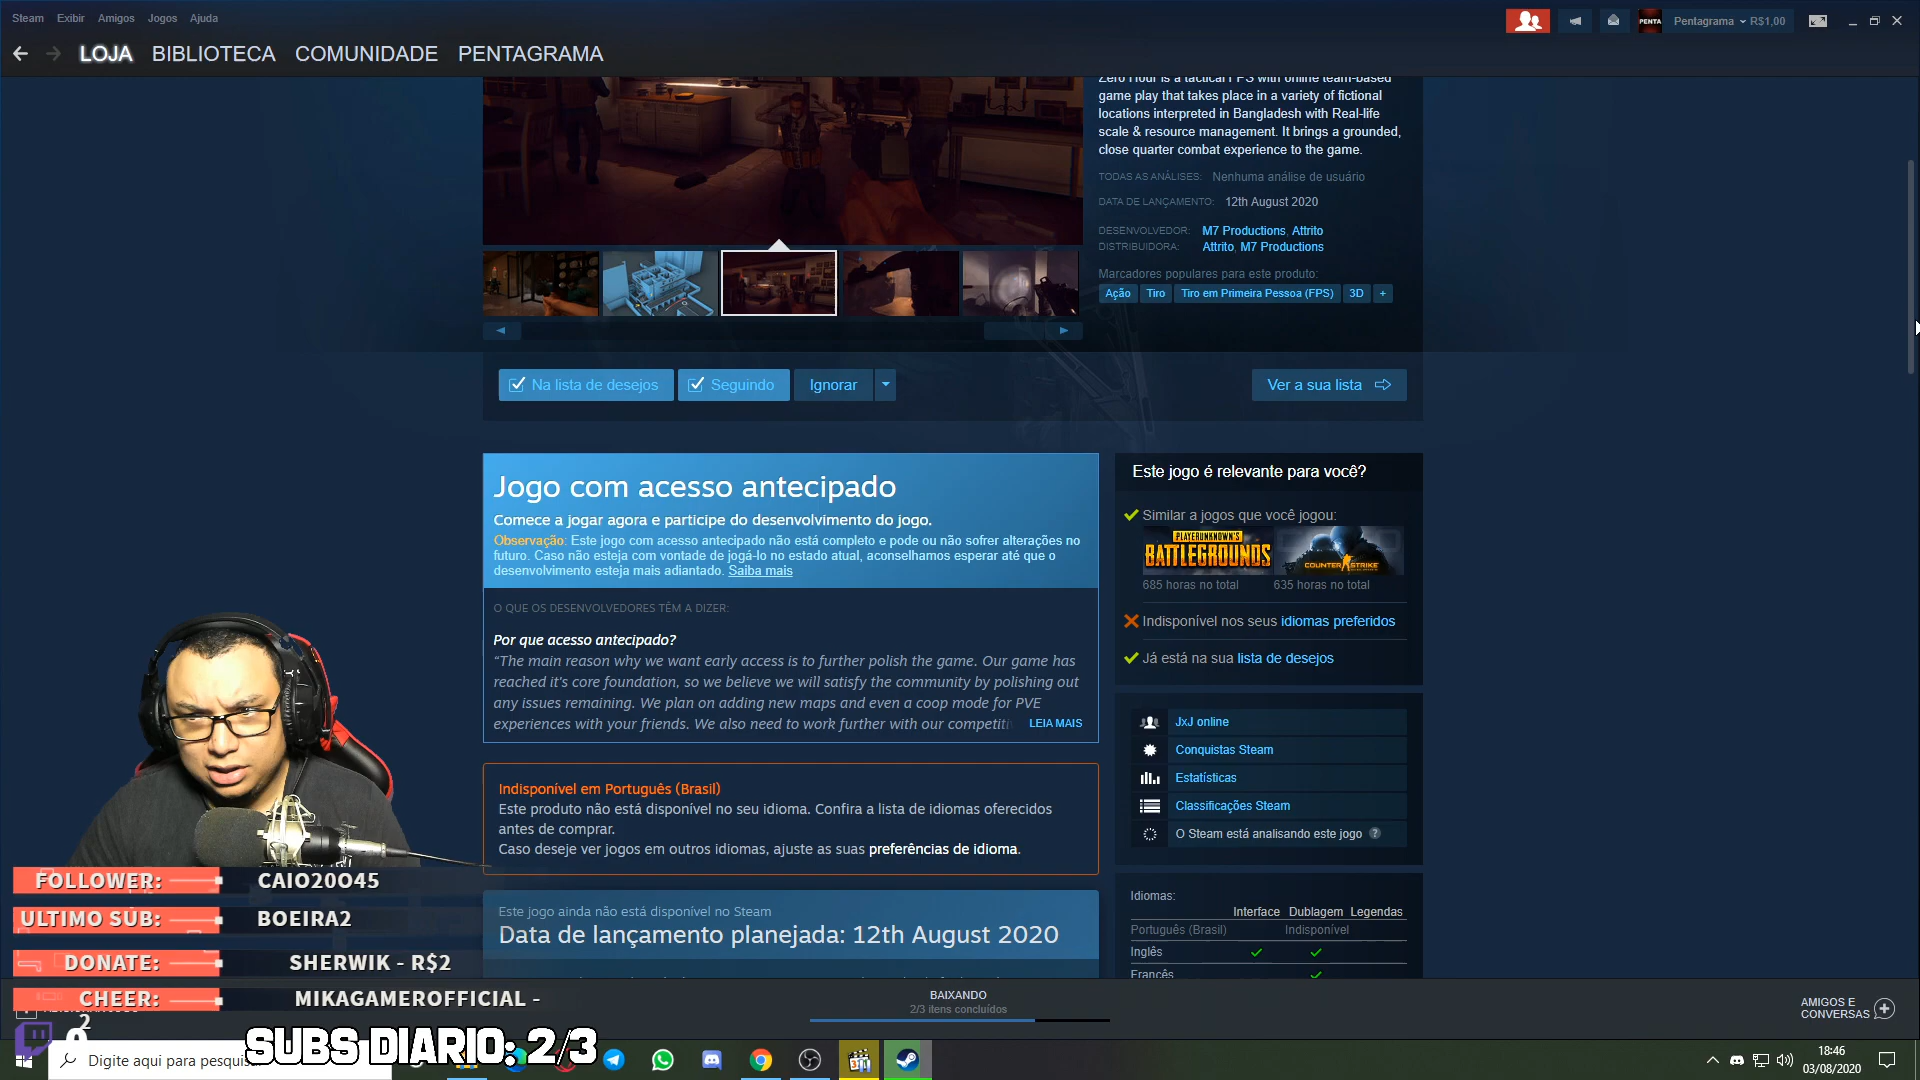 Steam Exibir Amigos Jogos Ajuda
PENTA Pentagrama R$1,00
LOJA BIBLIOTECA COMUNIDADE PENTAGRAMA
Zero Hour is a tactical FPS with online team-based
game play that takes place in a variety of fictional
locations interpreted in Bangladesh with Real-life
scale & resource management. It brings a grounded,
close quarter combat experience to the game.
TODAS AS ANÁLISES: Nenhuma análise de usuário
DATA DE LANÇAMENTO: 12th August 2020
DESENVOLVEDOR: M7 Productions, Attrito
DISTRIBUIDORA: Attrito, M7 Productions
Marcadores populares para este produto:
Ação Tiro Tiro em Primeira Pessoa (FPS) 3D +
Na lista de desejos Seguindo Ignorar Ver a sua lista
Jogo com acesso antecipado
Comece a jogar agora e participe do desenvolvimento do jogo.
Observação: Este jogo com acesso antecipado não está completo e pode ou não sofrer alterações no
futuro. Caso não esteja com vontade de jogá-lo no estado atual, aconselhamos esperar até que o
desenvolvimento esteja mais adiantado. Saiba mais
O QUE OS DESENVOLVEDORES TÊM A DIZER:
Por que acesso antecipado?
“The main reason why we want early access is to further polish the game. Our game has
reached it's core foundation, so we believe we will satisfy the community by polishing out
any issues remaining. We plan on adding new maps and even a coop mode for PVE
experiences with your friends. We also need to work further with our competiti LEIA MAIS
Indisponível em Português (Brasil)
Este produto não está disponível no seu idioma. Confira a lista de idiomas oferecidos
antes de comprar.
Caso deseje ver jogos em outros idiomas, ajuste as suas preferências de idioma.
Este jogo ainda não está disponível no Steam
Data de lançamento planejada: 12th August 2020
Este jogo é relevante para você?
Similar a jogos que você jogou:
PLAYERUNKNOWN'S
BATTLEGROUNDS
COUNTER STRIKE
685 horas no total 635 horas no total
Indisponível nos seus idiomas preferidos
Já está na sua lista de desejos
JxJ online
Conquistas Steam
Estatísticas
Classificações Steam
O Steam está analisando este jogo ?
Idiomas:
Interface Dublagem Legendas
Português (Brasil) Indisponível
Inglês
Francês
FOLLOWER: CAIO20O45
ULTIMO SUB: BOEIRA2
DONATE: SHERWIK - R$2
CHEER: MIKAGAMEROFFICIAL -
2
SUBS DIARIO: 2/3
BAIXANDO
2/3 itens concluídos
AMIGOS E
CONVERSAS
Digite aqui para pesquis
18:46
03/08/2020